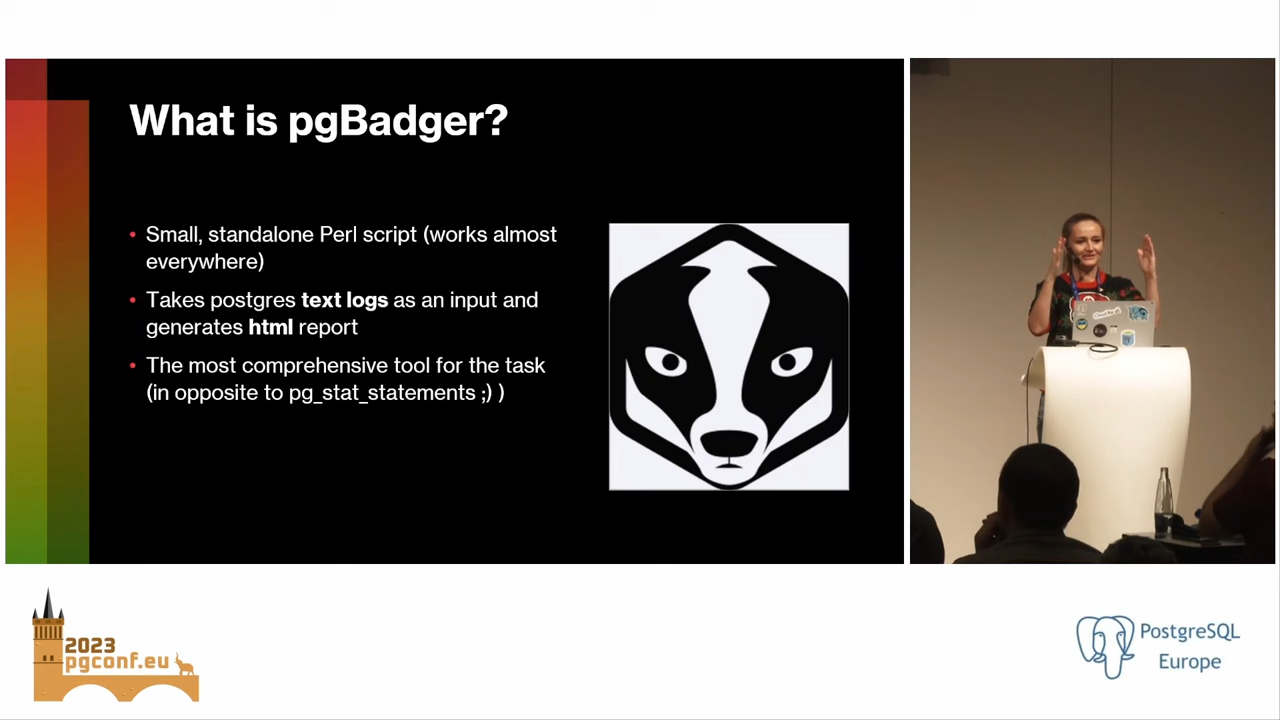 What is pgBadger?
• Small, standalone Perl script (works almost
everywhere)
• Takes postgres text logs as an input and
generates html report
• The most comprehensive tool for the task
(in opposite to pg_stat_statements ;) )
2023
pgconf.eu
PostgreSQL
Europe